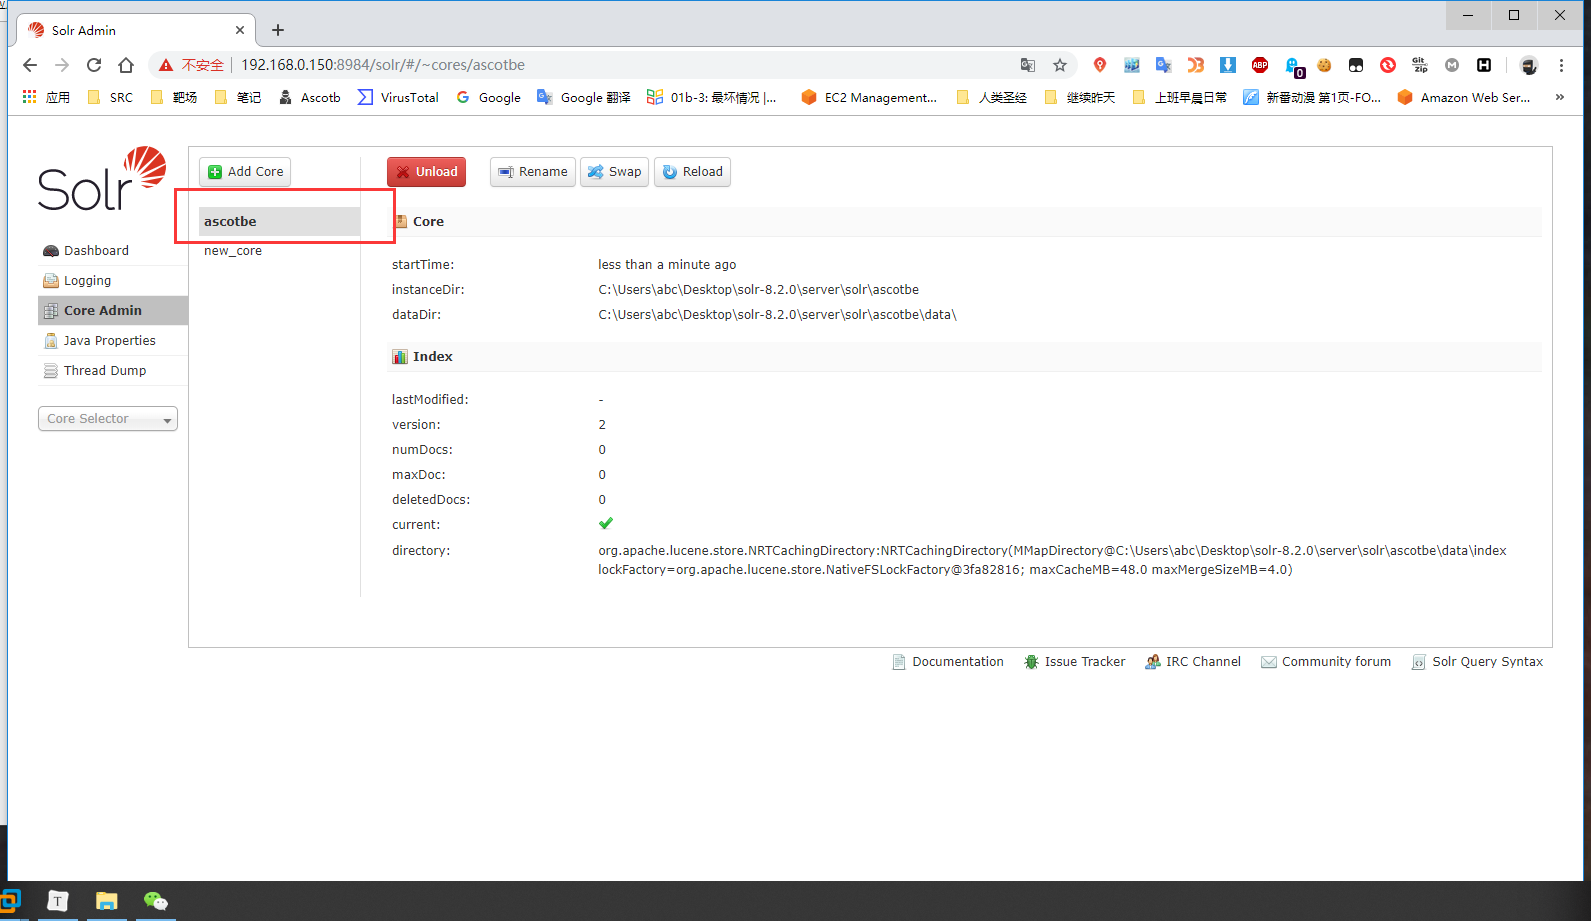 Solr Admin
不安全 192.168.0.150:8984/solr/#/~cores/ascotbe
ABP 0 Git zip M H
应用 SRC 靶场 笔记 Ascotb VirusTotal Google Google 翻译 01b-3: 最坏情况 |... EC2 Management... 人类圣经 继续昨天 上班早晨日常 新番动漫 第1页-FO... Amazon Web Ser... »
Solr
Add Core Unload Rename Swap Reload
ascotbe
new_core
Dashboard
Logging
Core Admin
Java Properties
Thread Dump
Core Selector
Core
startTime: less than a minute ago
instanceDir: C:\Users\abc\Desktop\solr-8.2.0\server\solr\ascotbe
dataDir: C:\Users\abc\Desktop\solr-8.2.0\server\solr\ascotbe\data\
Index
lastModified: -
version: 2
numDocs: 0
maxDoc: 0
deletedDocs: 0
current:
directory: org.apache.lucene.store.NRTCachingDirectory:NRTCachingDirectory(MMapDirectory@C:\Users\abc\Desktop\solr-8.2.0\server\solr\ascotbe\data\index
lockFactory=org.apache.lucene.store.NativeFSLockFactory@3fa82816; maxCacheMB=48.0 maxMergeSizeMB=4.0)
Documentation Issue Tracker IRC Channel Community forum Solr Query Syntax
T